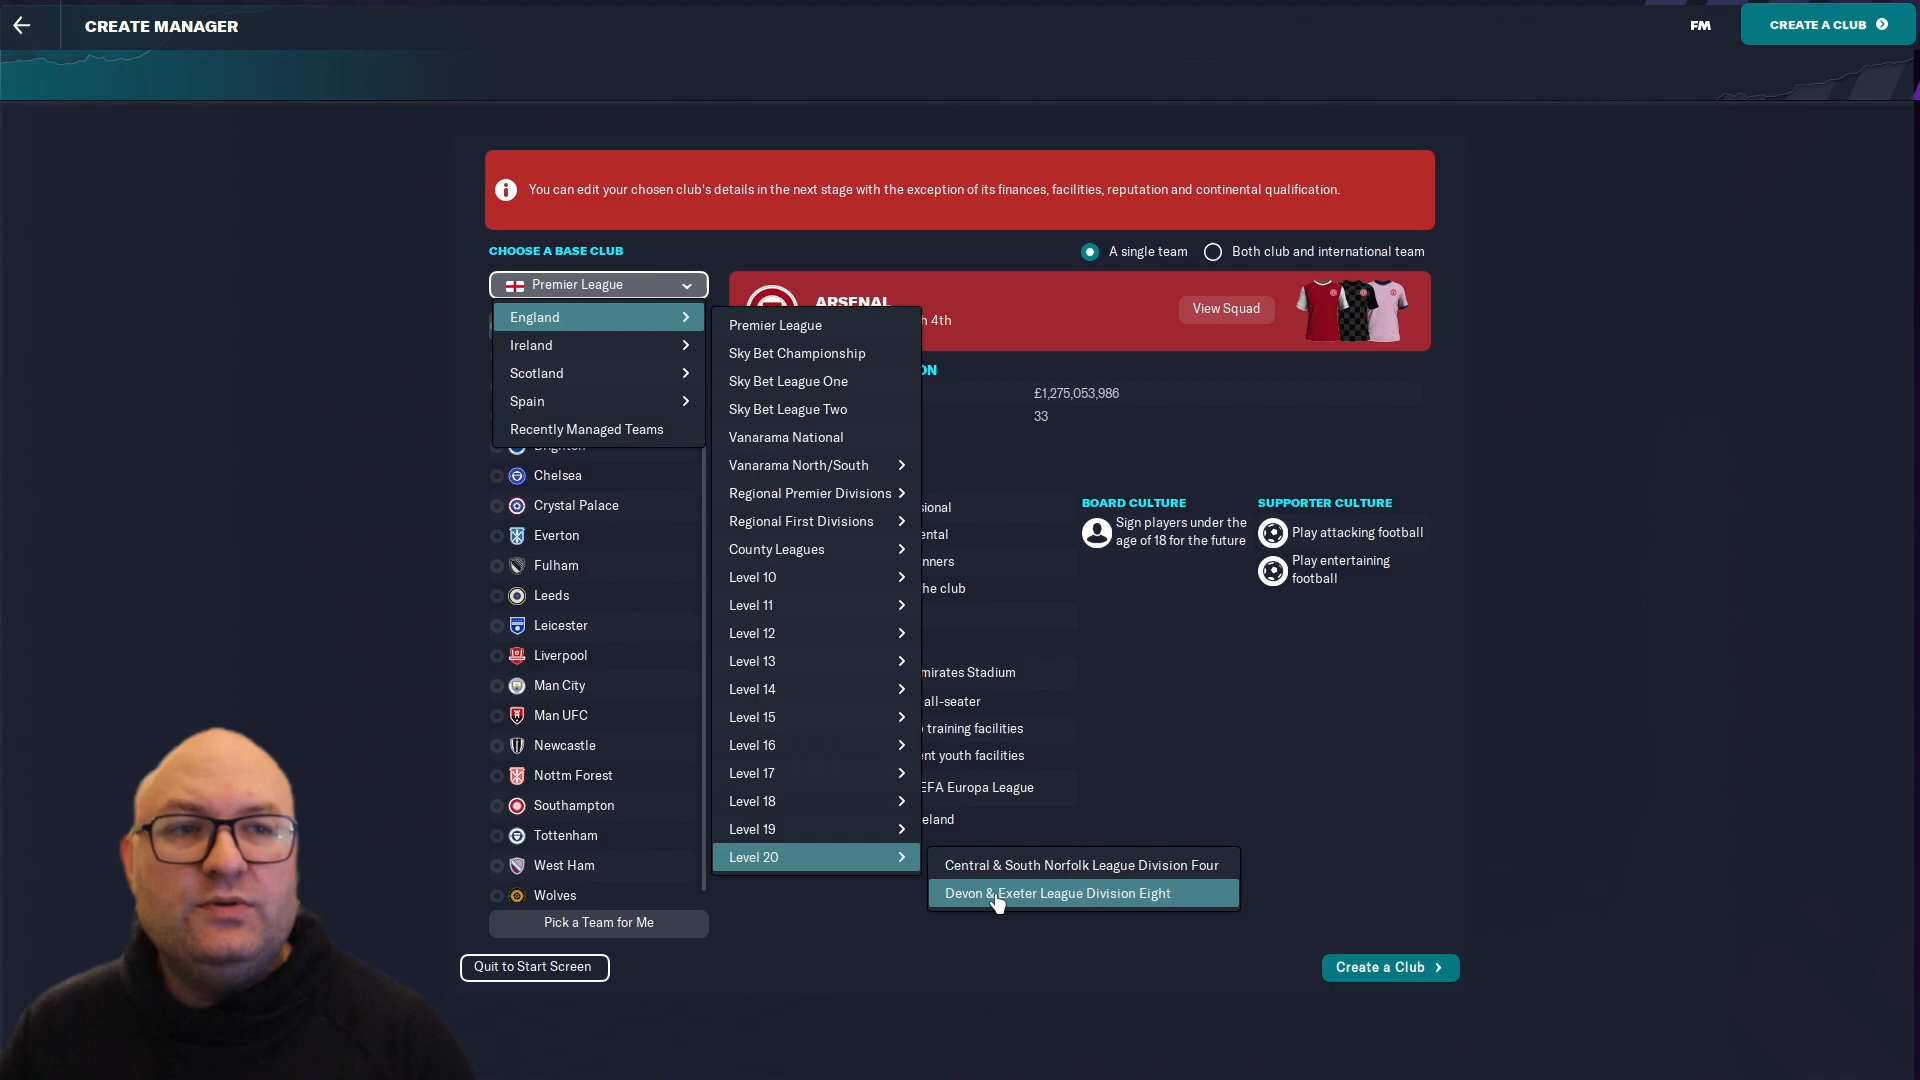 CREATE MANAGER
FM
CREATE A CLUB
You can edit your chosen club's details in the next stage with the exception of its finances, facilities, reputation and continental qualification.
CHOOSE A BASE CLUB
A single team
Both club and international team
Premier League
England
Ireland
Scotland
Spain
Recently Managed Teams
Chelsea
Crystal Palace
Everton
Fulham
Leeds
Leicester
Liverpool
Man City
Man UFC
Newcastle
Nottm Forest
Southampton
Tottenham
West Ham
Wolves
Pick a Team for Me
Quit to Start Screen
Premier League
Sky Bet Championship
Sky Bet League One
Sky Bet League Two
Vanarama National
Vanarama North/South
Regional Premier Divisions
Regional First Divisions
County Leagues
Level 10
Level 11
Level 12
Level 13
Level 14
Level 15
Level 16
Level 17
Level 18
Level 19
Level 20
Central & South Norfolk League Division Four
Devon & Exeter League Division Eight
ARSENAL
4th
View Squad
ON
£1,275,053,986
33
sional
ental
nners
he club
mirates Stadium
all-seater
training facilities
nt youth facilities
EFA Europa League
eland
BOARD CULTURE
Sign players under the
age of 18 for the future
SUPPORTER CULTURE
Play attacking football
Play entertaining
football
Create a Club